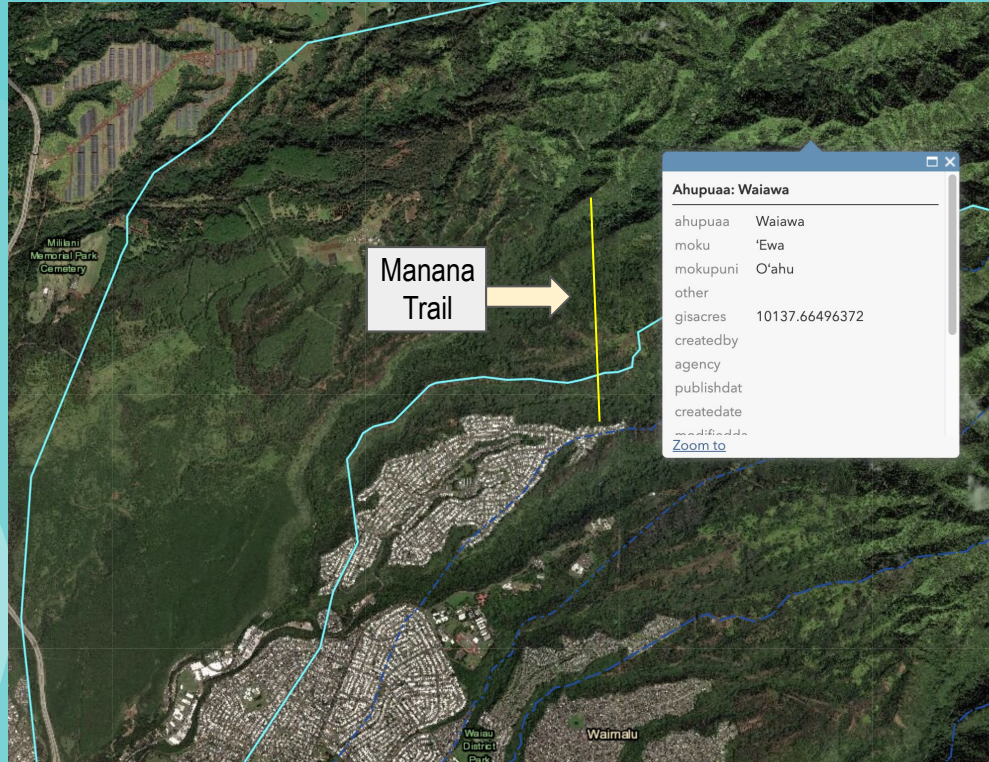 Mililani
Memorial Park
Cemetery
Manana
Trail
Ahupuaa: Waiawa
ahupuaa Waiawa
moku ʻEwa
mokupuni Oʻahu
other
gisacres 10137.66496372
createdby
agency
publishdat
createdate
Zoom to
Waiau
District
Park
Waimalu